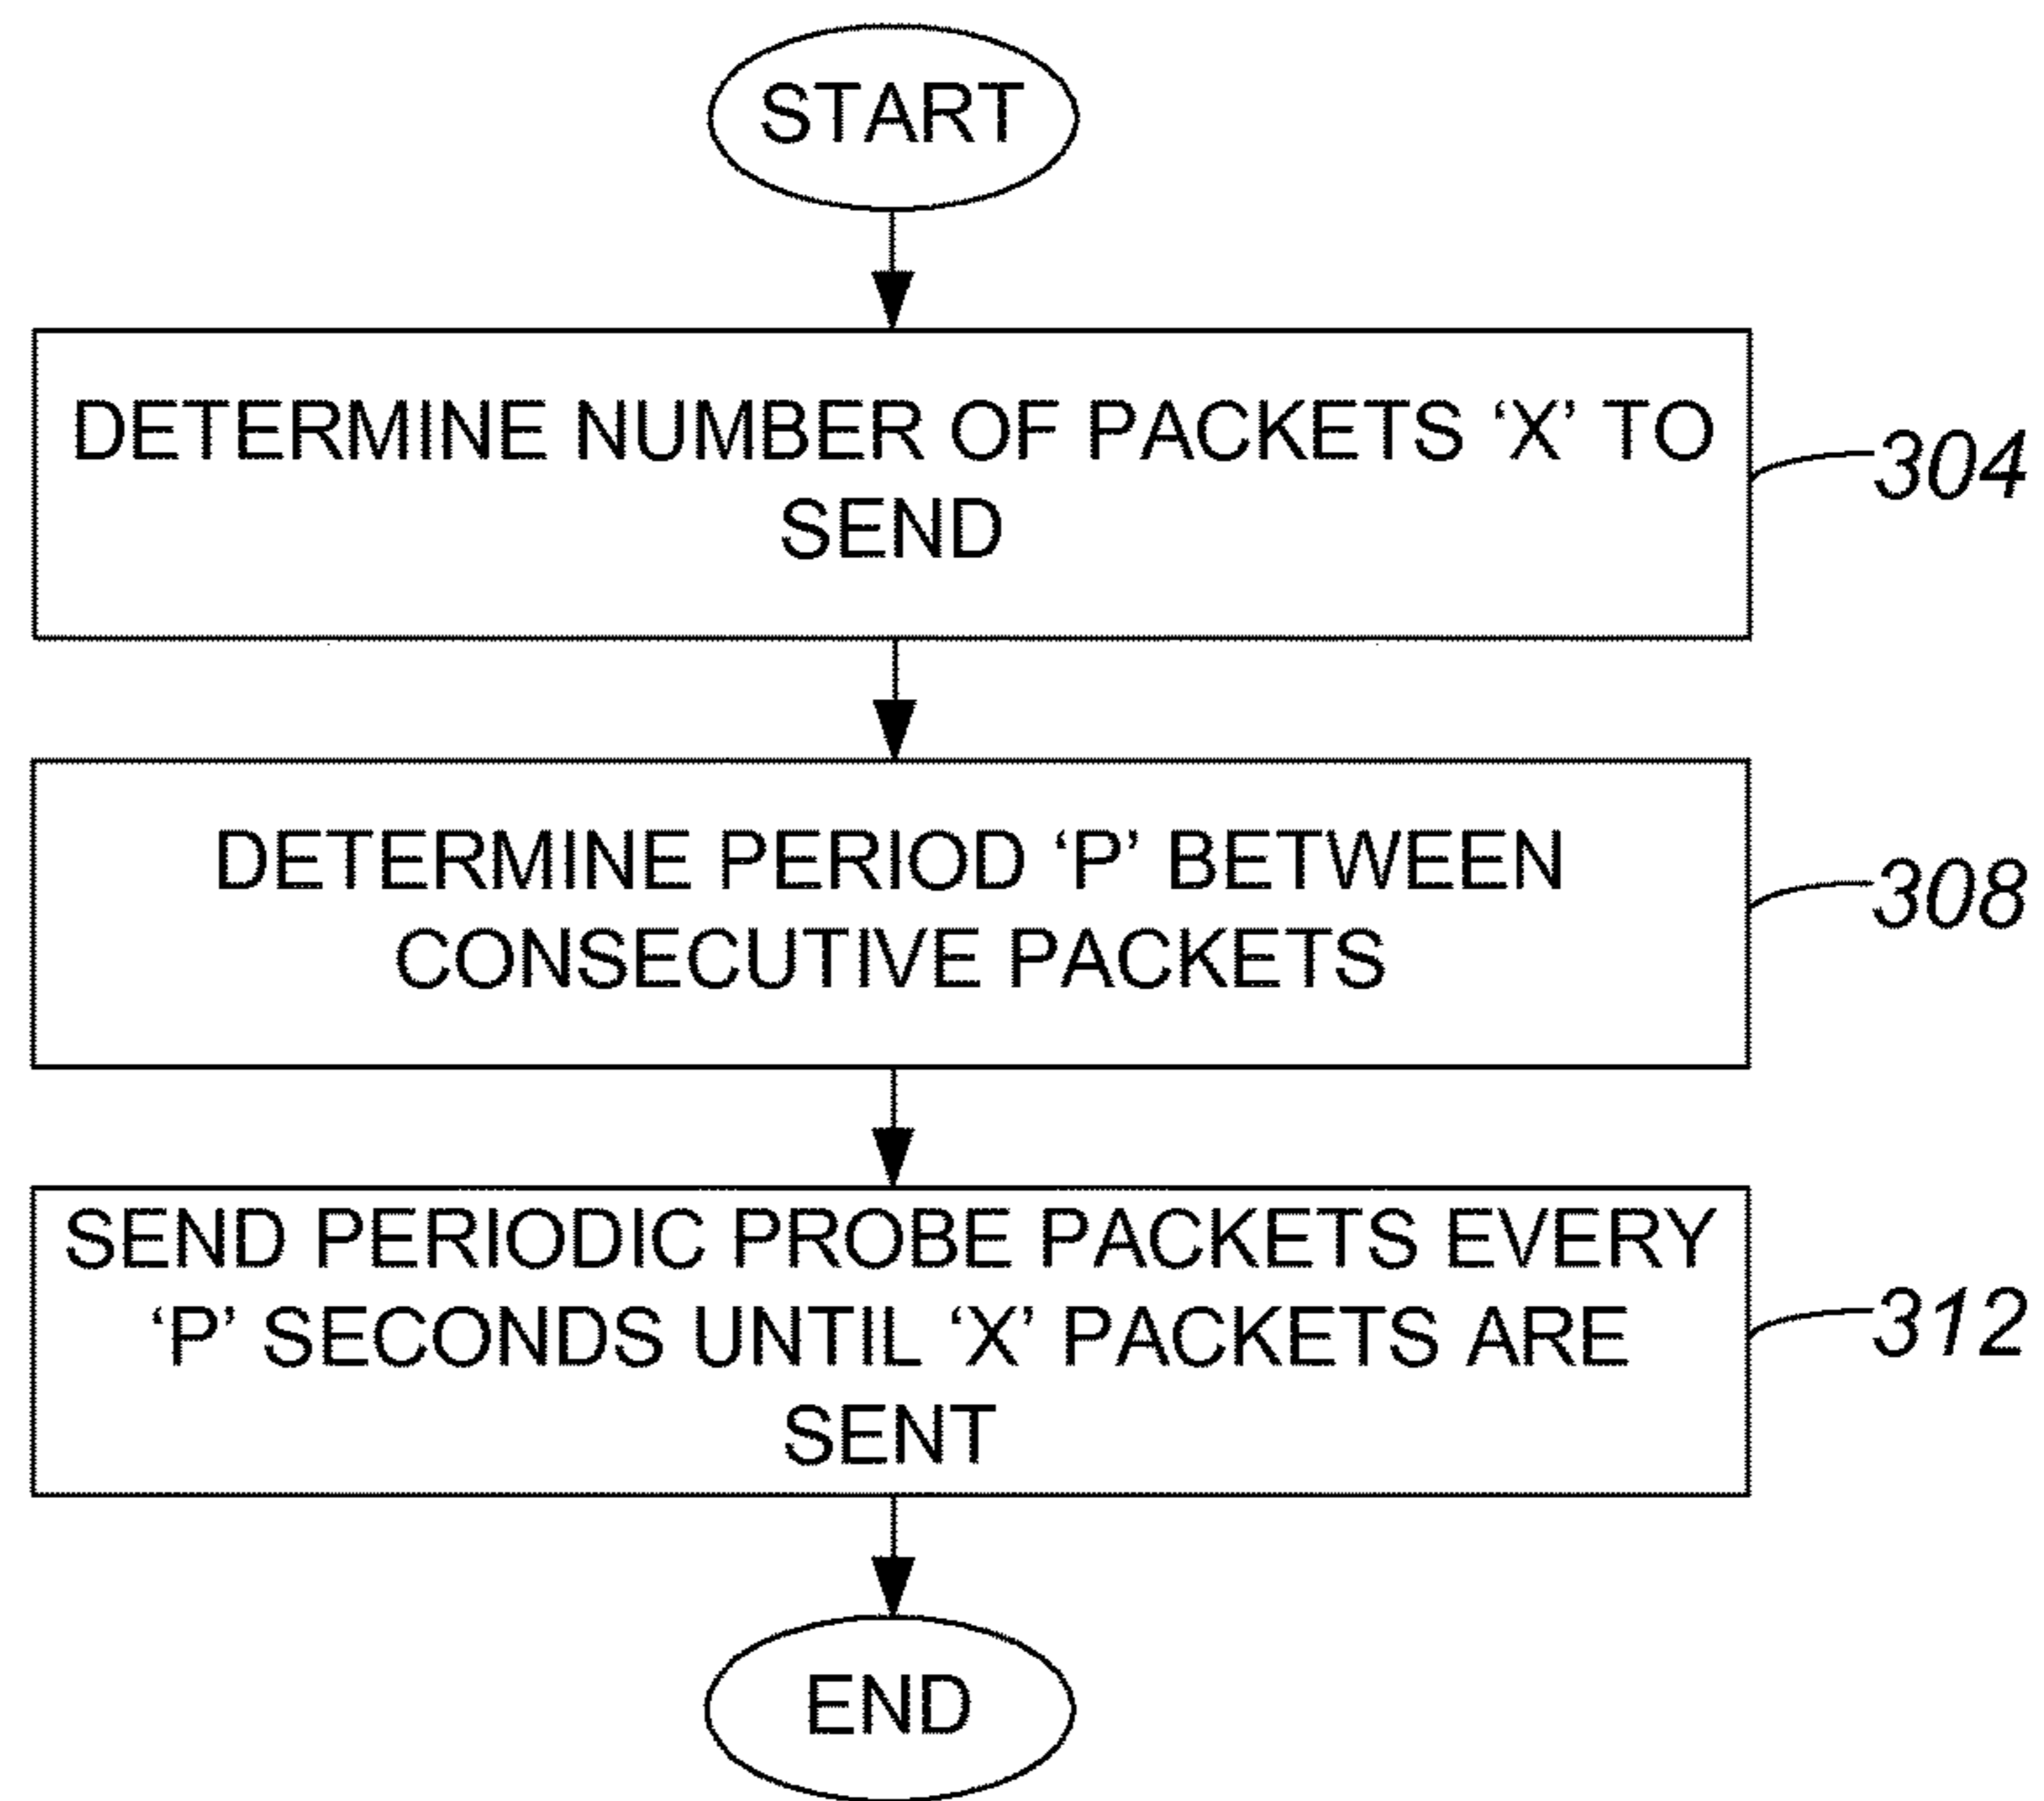 START
DETERMINE NUMBER OF PACKETS ‘X’ TO
SEND
304
DETERMINE PERIOD ‘P’ BETWEEN
CONSECUTIVE PACKETS
308
SEND PERIODIC PROBE PACKETS EVERY
‘P’ SECONDS UNTIL ‘X’ PACKETS ARE
SENT
312
END